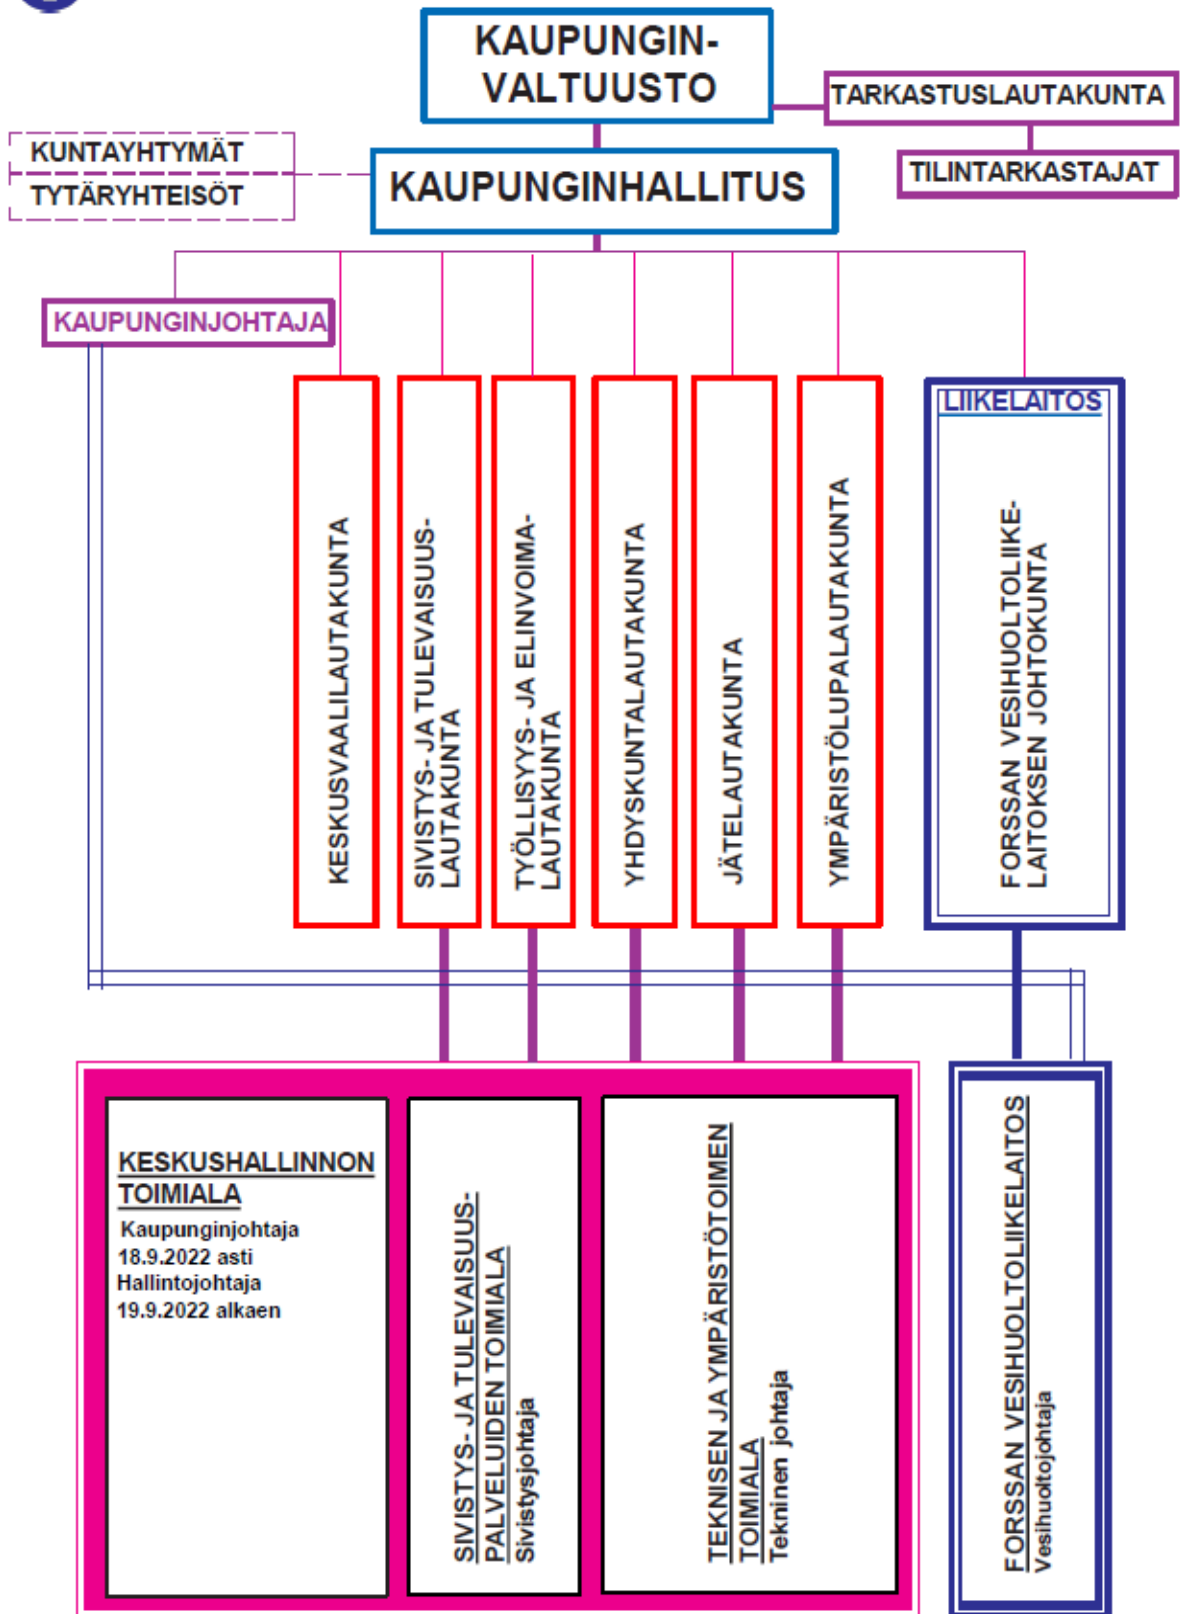 KAUPUNGIN-
VALTUUSTO
TARKASTUSLAUTAKUNTA
TILINTARKASTAJAT
KUNTAYHTYMÄT
TYTÄRYHTEISÖT
KAUPUNGINHALLITUS
KAUPUNGINJOHTAJA
KESKUSVAALILAUTAKUNTA
SIVISTYS- JA TULEVAISUUS-
LAUTAKUNTA
TYÖLLISYYS- JA ELINVOIMA-
LAUTAKUNTA
YHDYSKUNTALAUTAKUNTA
JÄTELAUTAKUNTA
YMPÄRISTÖLUPALAUTAKUNTA
LIIKELAITOS
FORSSAN VESIHUOLTOLIIKE-
LAITOKSEN JOHTOKUNTA
KESKUSHALLINNON
TOIMIALA
Kaupunginjohtaja
18.9.2022 asti
Hallintojohtaja
19.9.2022 alkaen
SIVISTYS- JA TULEVAISUUS-
PALVELUIDEN TOIMIALA
Sivistysjohtaja
TEKNISEN JA YMPÄRISTÖTOIMEN
TOIMIALA
Tekninen johtaja
FORSSAN VESIHUOLTOLIIKELAITOS
Vesihuoltojohtaja